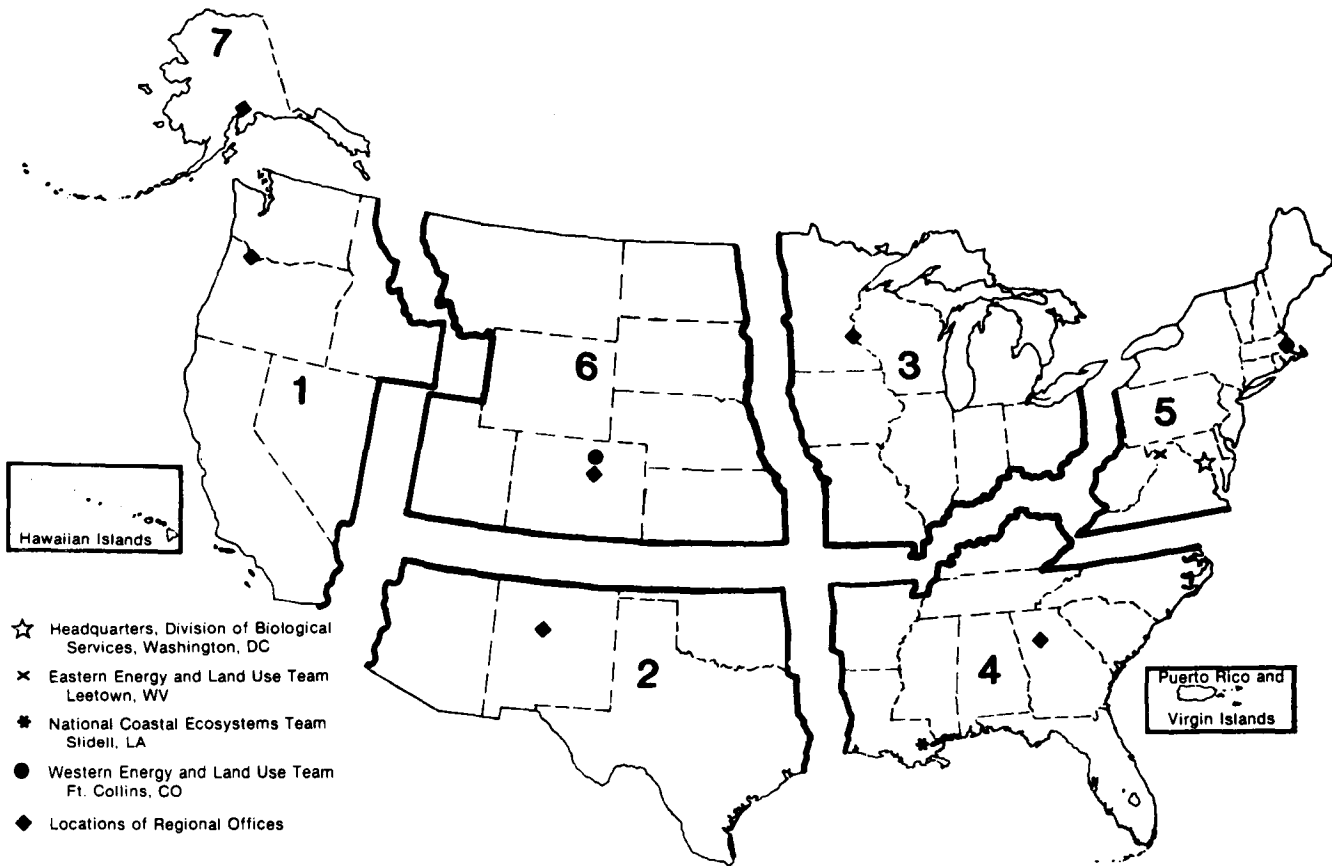 7
6
3
1
5
Hawaiian Islands
2
4
Puerto Rico and
Virgin Islands
Headquarters, Division of Biological
Services, Washington, DC
Eastern Energy and Land Use Team
Leetown, WV
National Coastal Ecosystems Team
Slidell, LA
Western Energy and Land Use Team
Ft. Collins, CO
Locations of Regional Offices